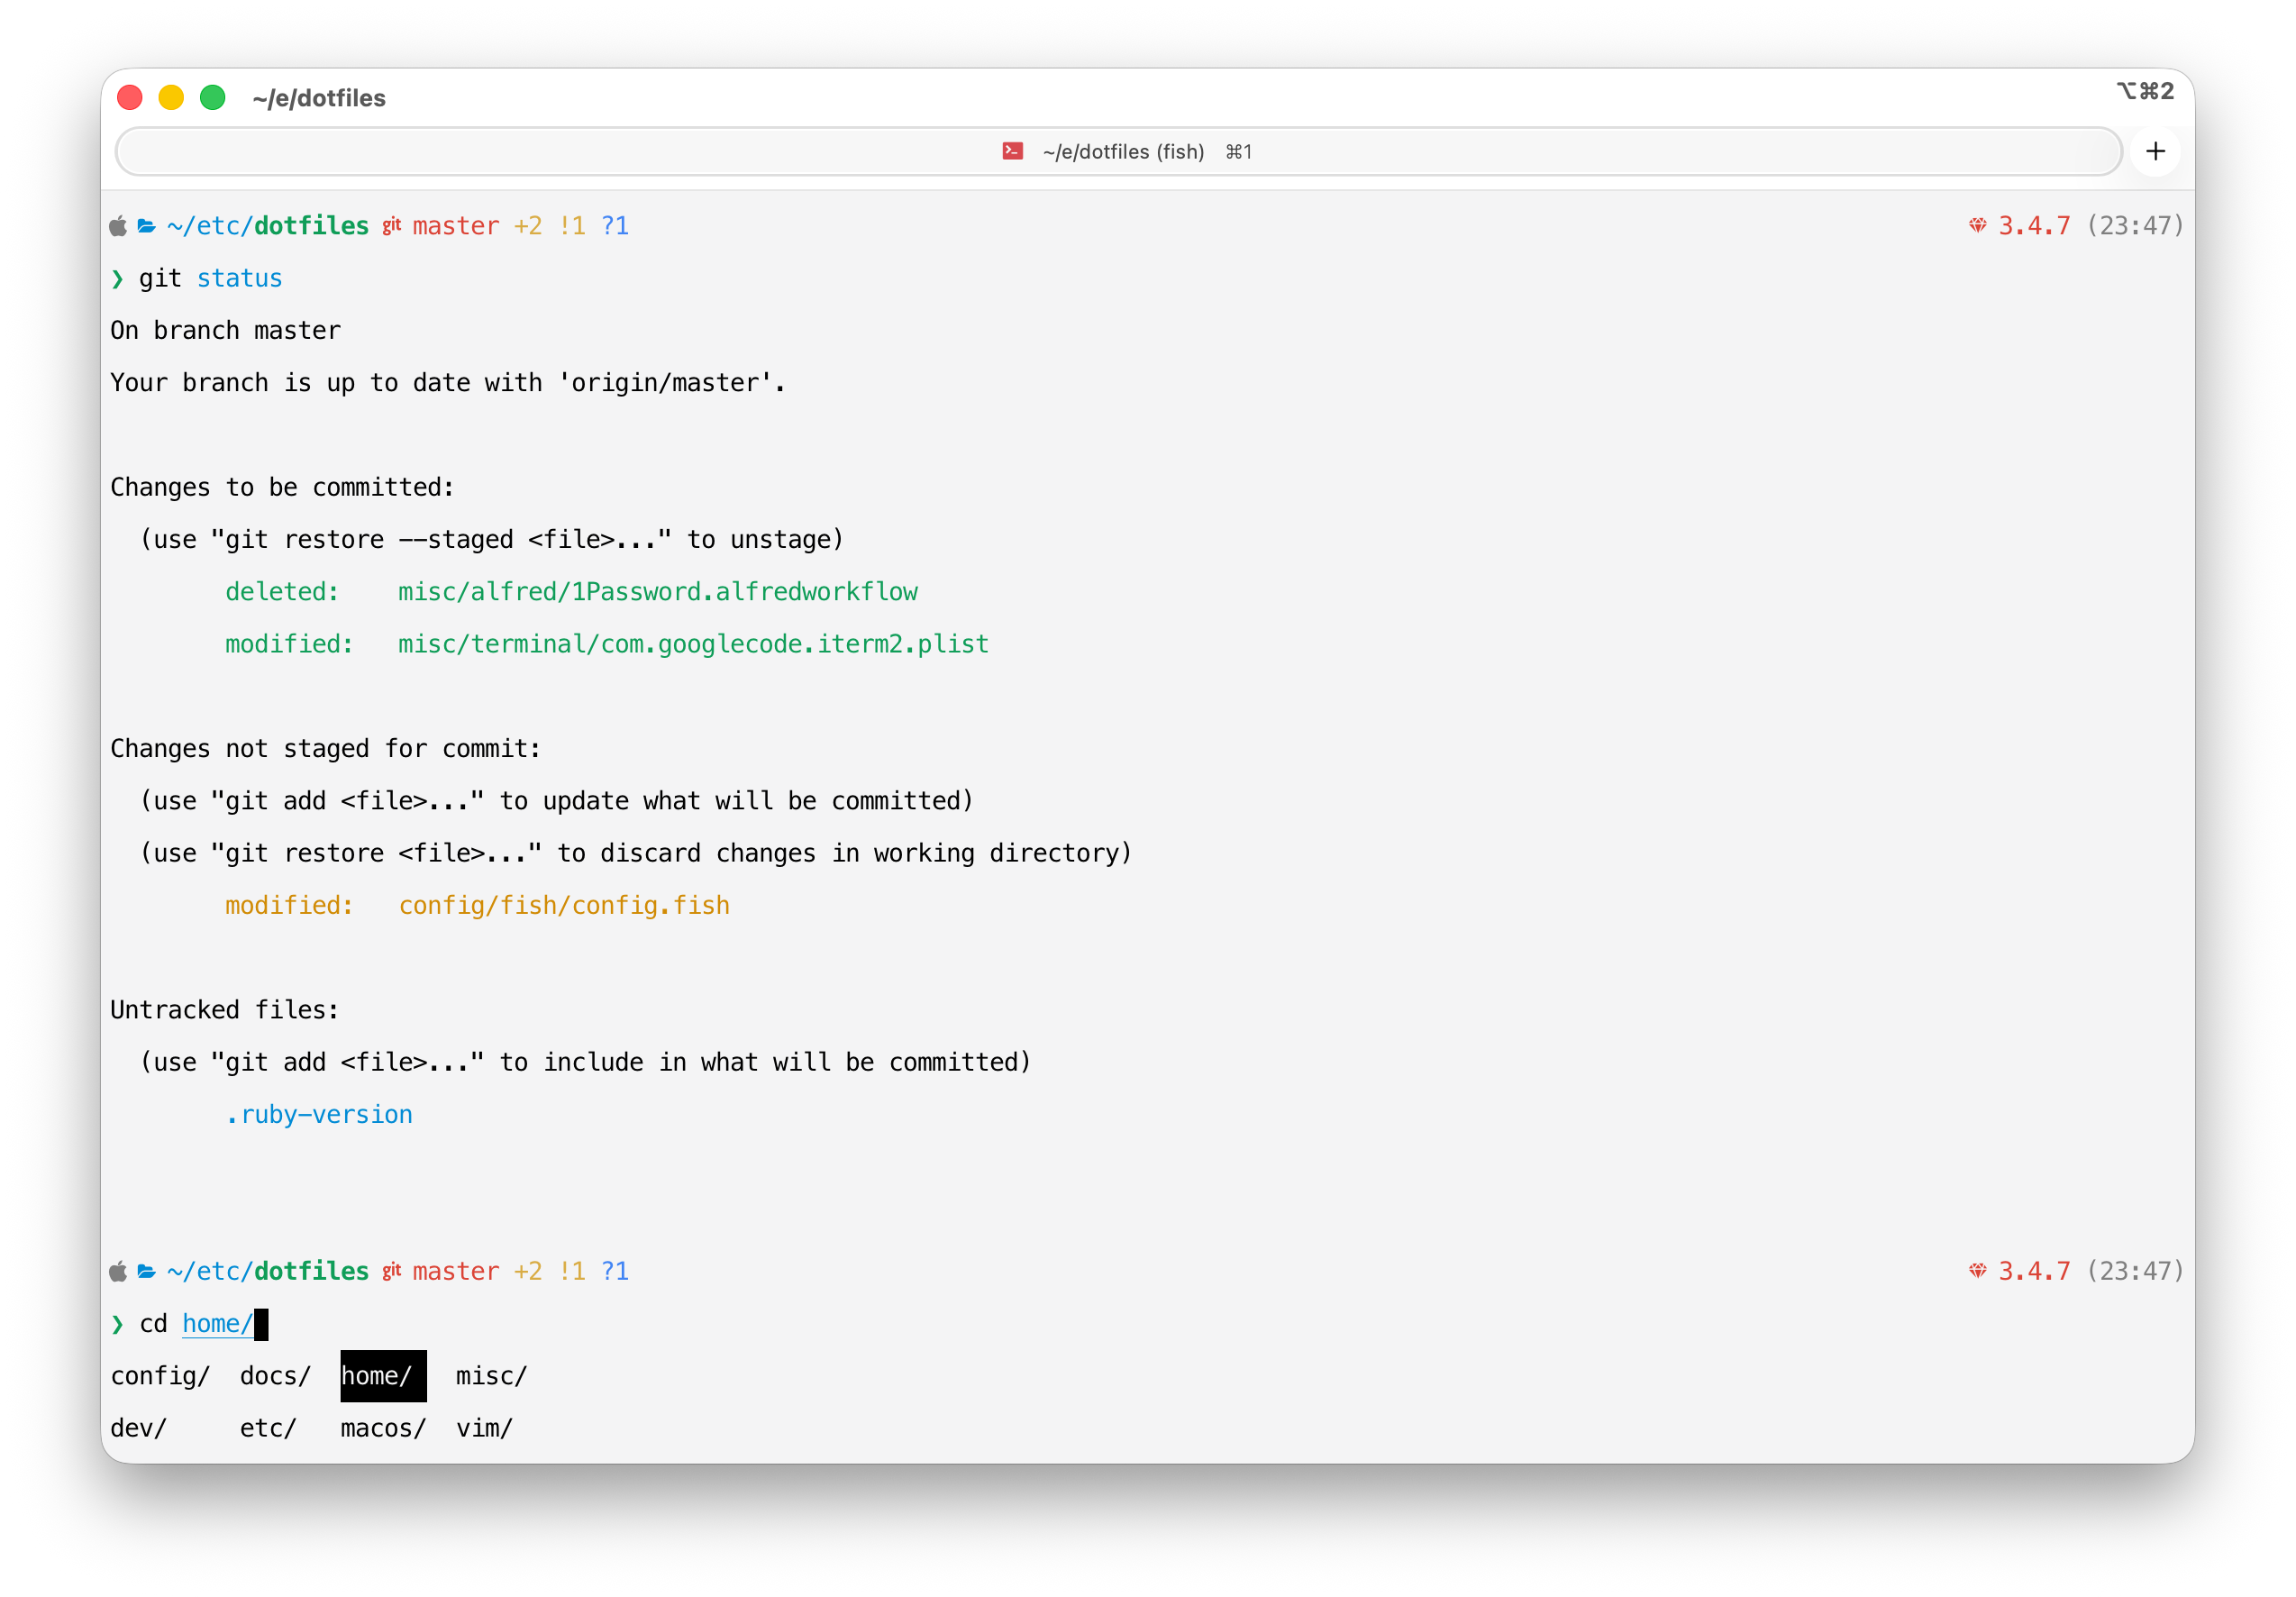 ~/e/dotfiles ⌥⌘2
~/e/dotfiles (fish) ⌘1 +
~/etc/dotfiles git master +2 !1 ?1 3.4.7 (23:47)
❯ git status
On branch master
Your branch is up to date with 'origin/master'.
Changes to be committed:
(use "git restore --staged <file>..." to unstage)
deleted: misc/alfred/1Password.alfredworkflow
modified: misc/terminal/com.googlecode.iterm2.plist
Changes not staged for commit:
(use "git add <file>..." to update what will be committed)
(use "git restore <file>..." to discard changes in working directory)
modified: config/fish/config.fish
Untracked files:
(use "git add <file>..." to include in what will be committed)
.ruby-version
~/etc/dotfiles git master +2 !1 ?1 3.4.7 (23:47)
❯ cd home/
config/ docs/ home/ misc/
dev/ etc/ macos/ vim/